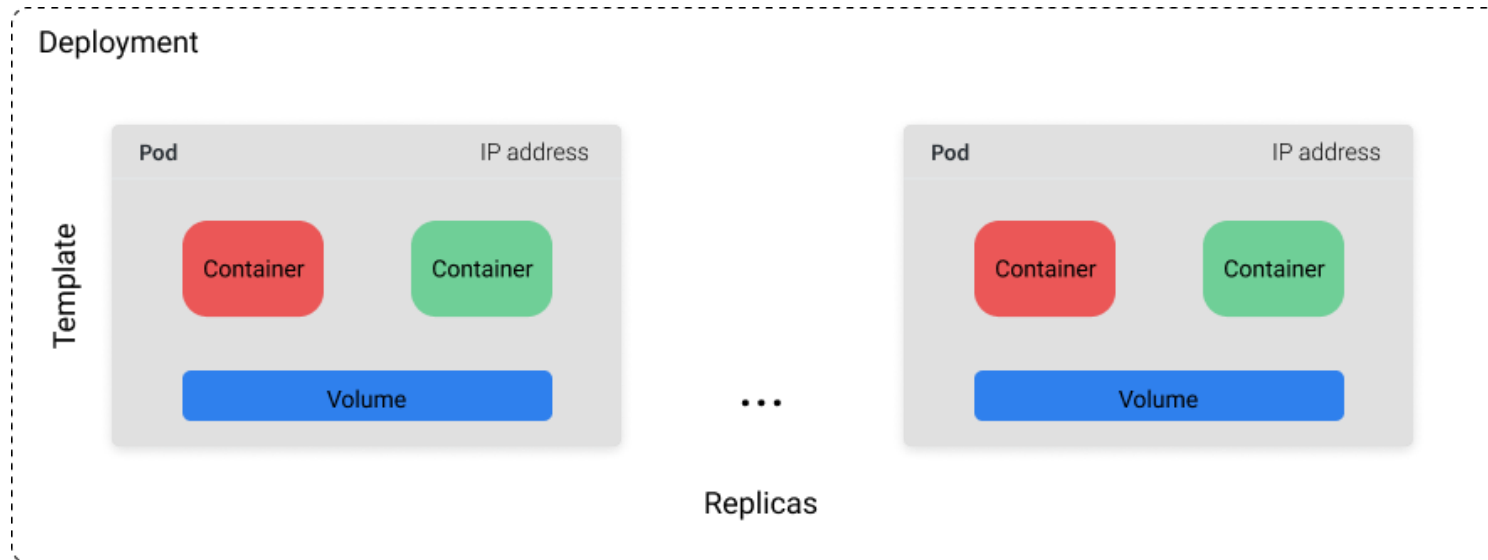 Deployment
Pod
IP address
Pod
IP address
Template
Container
Container
Container
Container
Volume
...
Volume
Replicas